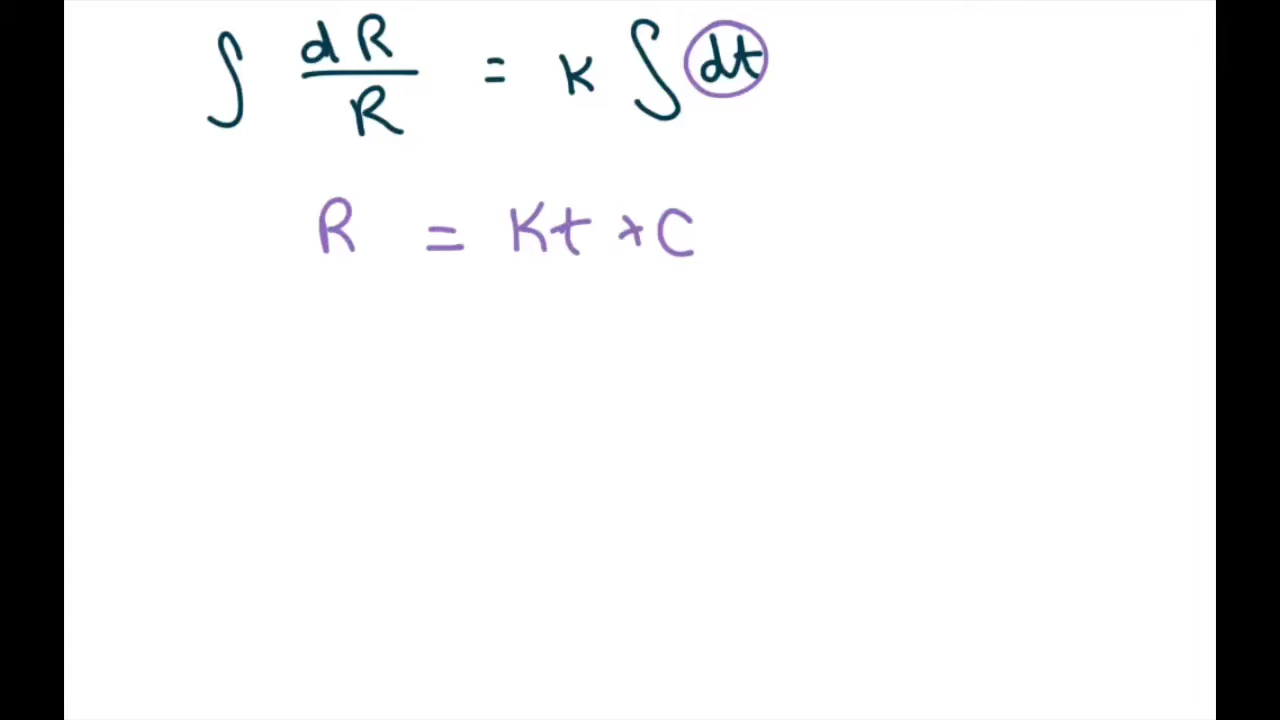 ∫ dR/R = k ∫ dt
R = Kt + C